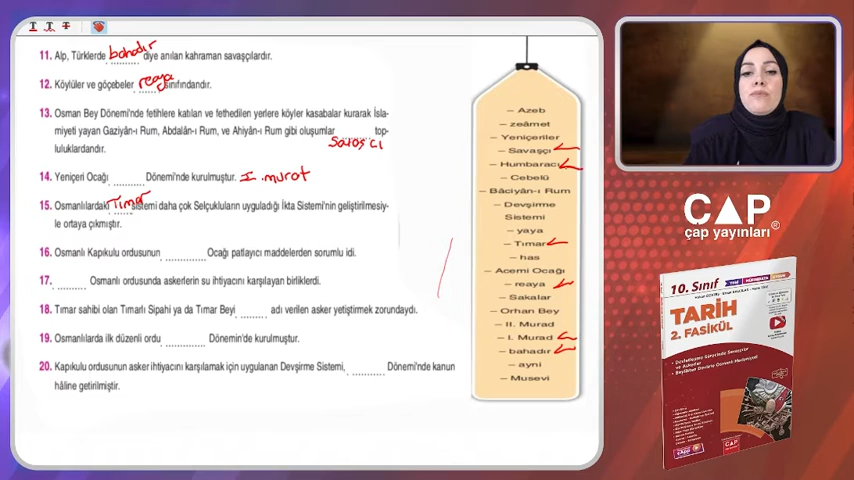 11. Alp, Türklerde bahadır diye anılan kahraman savaşçılardır.
12. Köylüler ve göçebeler reaya sınıfındandır.
13. Osman Bey Dönemi'nde fetihlere katılan ve fethedilen yerlere köyler kasabalar kurarak İsla-
miyeti yayan Gaziyân-ı Rum, Abdalân-ı Rum, ve Ahiyân-ı Rum gibi oluşumlar ............ top-
savaşçı
luluklardandır.
14. Yeniçeri Ocağı ............ Dönemi'nde kurulmuştur. I. murat
15. Osmanlılardaki Tımar sistemi daha çok Selçukluların uyguladığı İkta Sistemi'nin geliştirilmesiy-
le ortaya çıkmıştır.
16. Osmanlı Kapıkulu ordusunun ............ Ocağı patlayıcı maddelerden sorumlu idi.
17. ............ Osmanlı ordusunda askerlerin su ihtiyacını karşılayan birliklerdi.
18. Tımar sahibi olan Tımarlı Sipahi ya da Tımar Beyi ............ adı verilen asker yetiştirmek zorundaydı.
19. Osmanlılarda ilk düzenli ordu ............ Dönemin'de kurulmuştur.
20. Kapıkulu ordusunun asker ihtiyacını karşılamak için uygulanan Devşirme Sistemi, ............ Dönemi'nde kanun
hâline getirilmiştir.
– Azeb
– zeâmet
– Yeniçeriler
– Savaşçı
– Humbaracı
– Cebelü
– Bâciyân-ı Rum
– Devşirme
Sistemi
– yaya
– Tımar
– has
– Acemi Ocağı
– reaya
– Sakalar
– Orhan Bey
– II. Murad
– I. Murad
– bahadır
– ayni
– Musevi
ÇAP
çap yayınları
10. Sınıf
TARİH
2. FASİKÜL